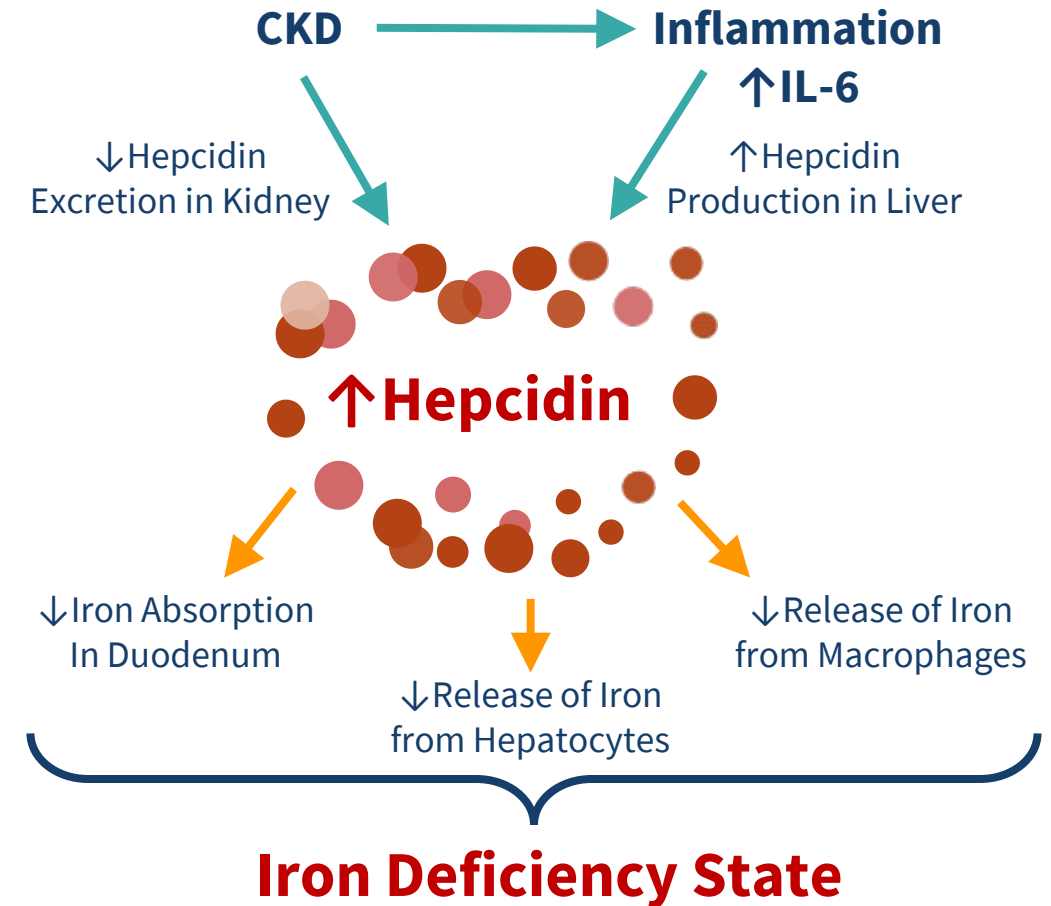 CKD
Inflammation
↑IL-6
↓Hepcidin
Excretion in Kidney
↑Hepcidin
Production in Liver
↑Hepcidin
↓Iron Absorption
In Duodenum
↓Release of Iron
from Macrophages
↓Release of Iron
from Hepatocytes
Iron Deficiency State